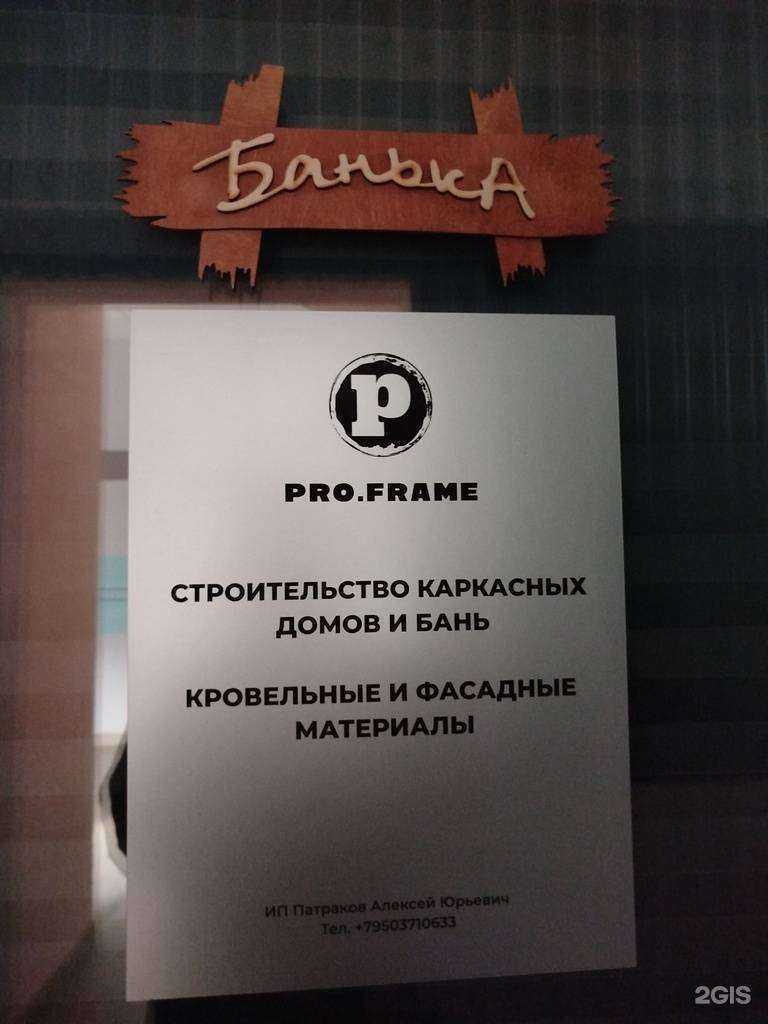 Банька
p
PRO.FRAME
СТРОИТЕЛЬСТВО КАРКАСНЫХ
ДОМОВ И БАНЬ
КРОВЕЛЬНЫЕ И ФАСАДНЫЕ
МАТЕРИАЛЫ
ИП Патраков Алексей Юрьевич
Тел. +79503710633
2GIS